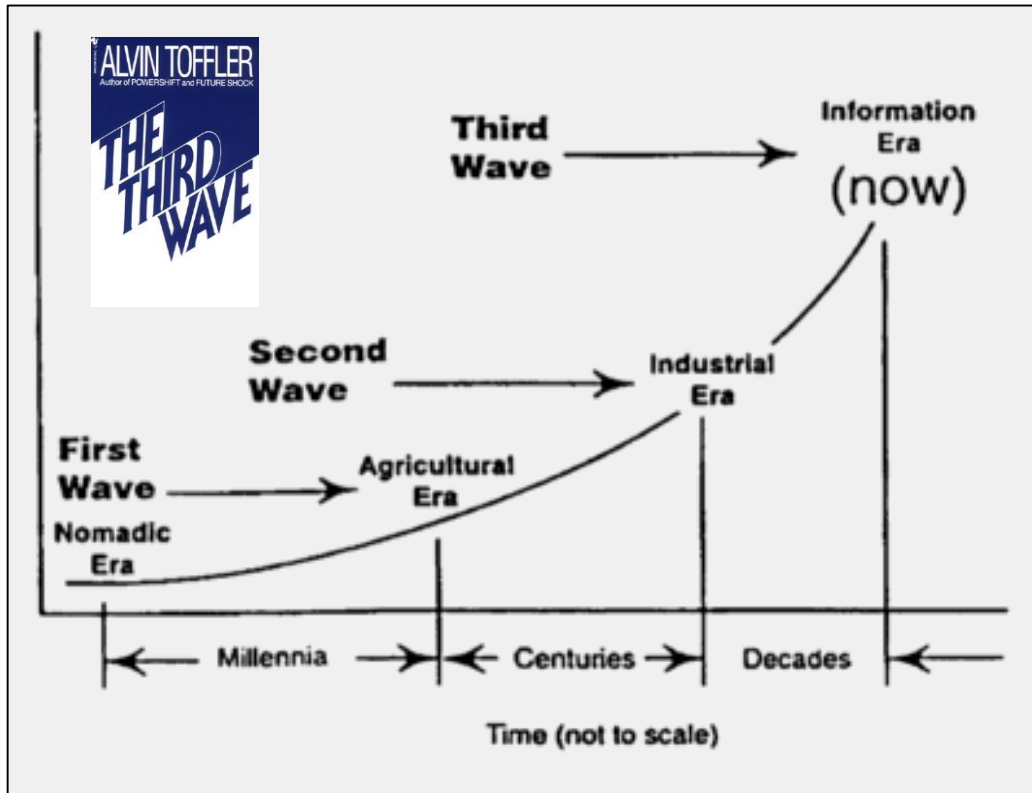 ALVIN TOFFLER
Author of POWERSHIFT and FUTURE SHOCK
THE
THIRD
WAVE
Third
Wave
Information
Era
(now)
Second
Wave
Industrial
Era
First
Wave
Agricultural
Era
Nomadic
Era
Millennia
Centuries
Decades
Time (not to scale)